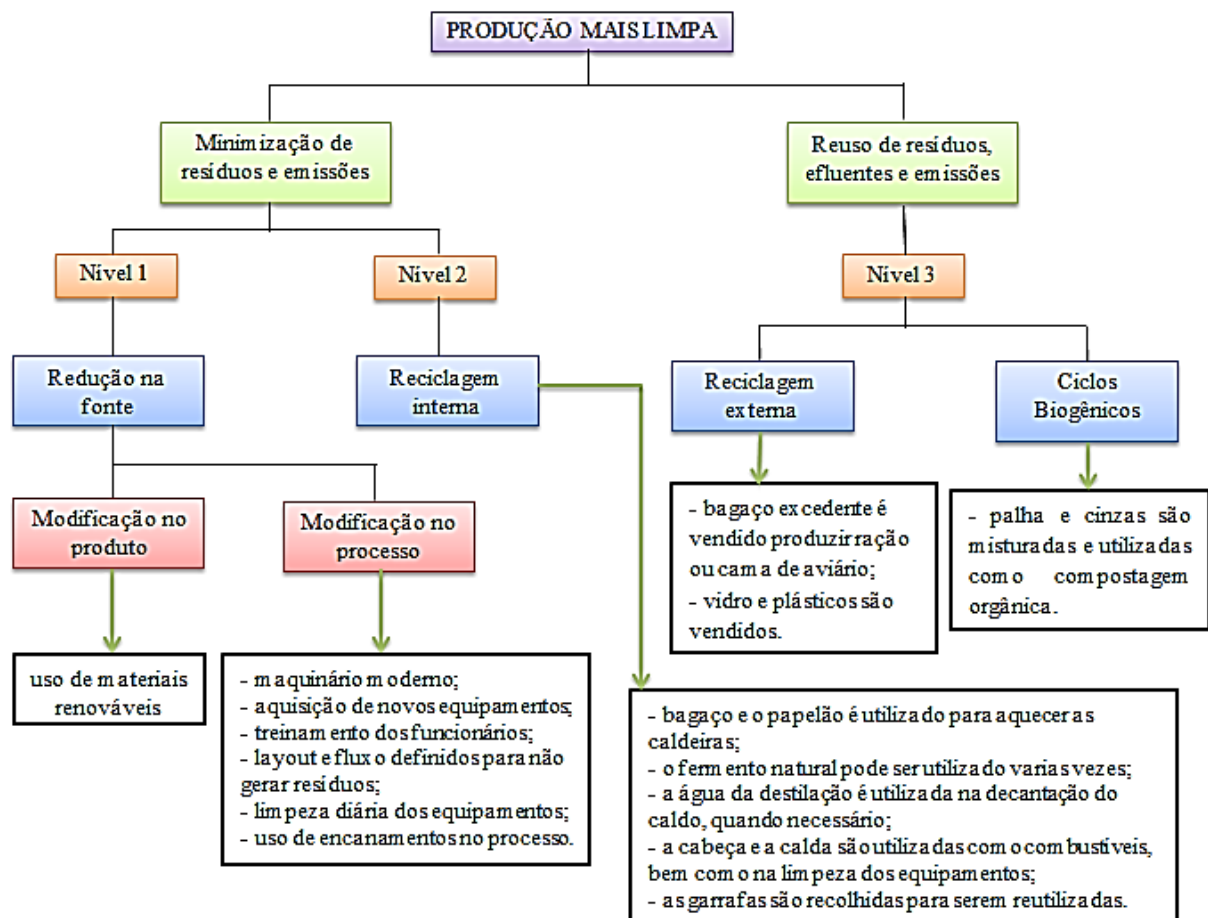 PRODUÇÃO MAIS LIMPA
Minimização de
resíduos e emissões
Reuso de resíduos,
efluentes e emissões
Nível 1
Nível 2
Nível 3
Redução na
fonte
Reciclagem
interna
Reciclagem
externa
Ciclos
Biogênicos
Modificação no
produto
Modificação no
processo
- bagaço excedente é
vendido produzir ração
ou cama de aviário;
- vidro e plásticos são
vendidos.
- palha e cinzas são
misturadas e utilizadas
como compostagem
orgânica.
uso de materiais
renováveis
- maquinário moderno;
- aquisição de novos equipamentos;
- treinamento dos funcionários;
- layout e fluxo definidos para não
gerar resíduos;
- limpeza diária dos equipamentos;
- uso de encanamentos no processo.
- bagaço e o papelão é utilizado para aquecer as
caldeiras;
- o fermento natural pode ser utilizado varias vezes;
- a água da destilação é utilizada na decantação do
caldo, quando necessário;
- a cabeça e a calda são utilizadas como combustíveis,
bem como na limpeza dos equipamentos;
- as garrafas são recolhidas para serem reutilizadas.